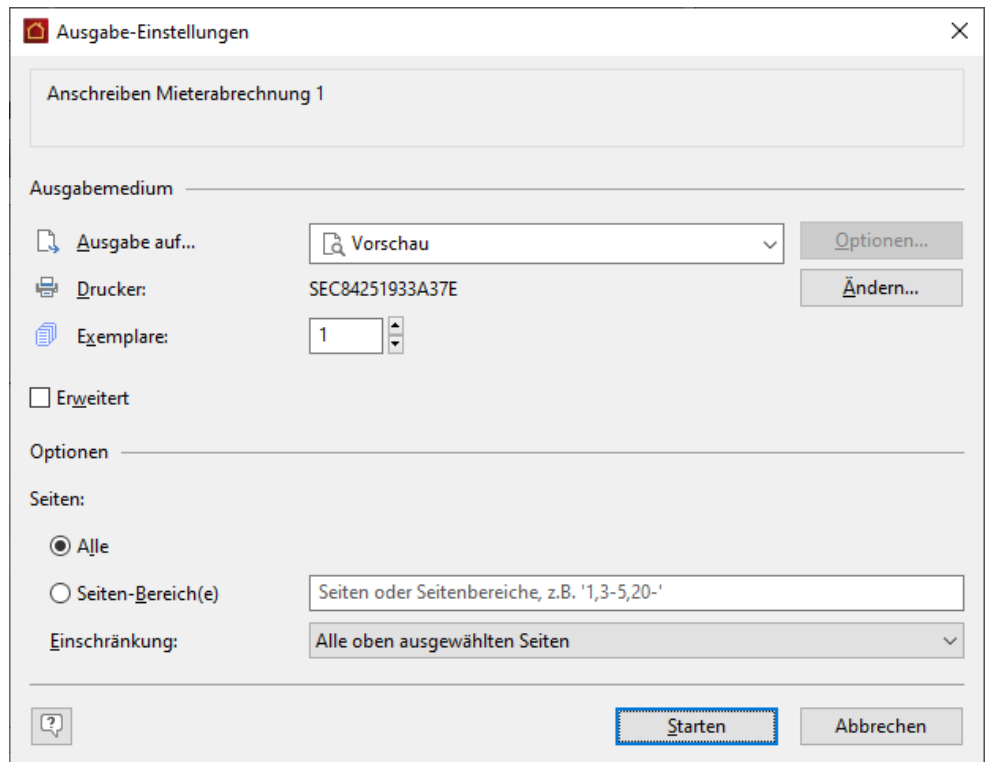 Ausgabe-Einstellungen
Anschreiben Mieterabrechnung 1
Ausgabemedium
Ausgabe auf... Vorschau Optionen...
Drucker: SEC84251933A37E Ändern...
Exemplare: 1
Erweitert
Optionen
Seiten:
Alle
Seiten-Bereich(e) Seiten oder Seitenbereiche, z.B. '1,3-5,20-'
Einschränkung: Alle oben ausgewählten Seiten
Starten Abbrechen